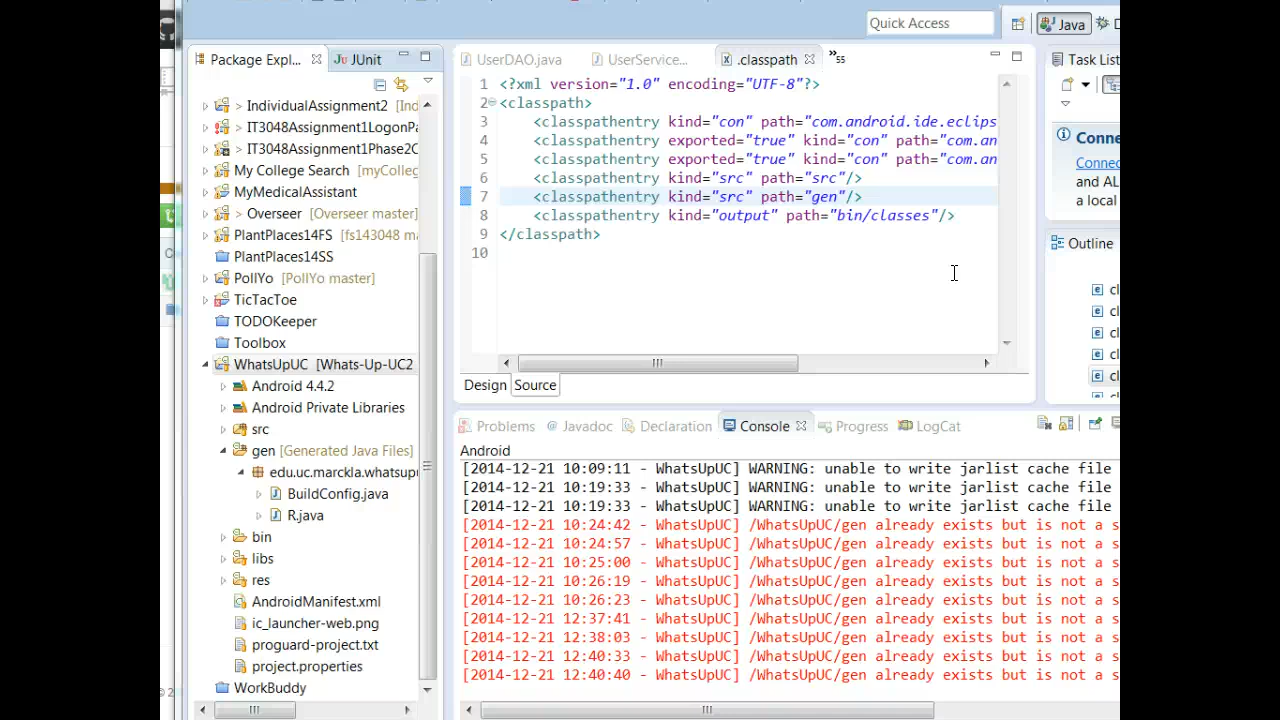 Quick Access
Java
Package Expl...
JUnit
UserDAO.java
UserService...
.classpath
»55
Task List
> IndividualAssignment2 [Ind
> IT3048Assignment1LogonPa
> IT3048Assignment1Phase2C
My College Search [myColleg
MyMedicalAssistant
> Overseer [Overseer master]
PlantPlaces14FS [fs143048 ma
PlantPlaces14SS
PollYo [PollYo master]
TicTacToe
TODOKeeper
Toolbox
WhatsUpUC [Whats-Up-UC2
Android 4.4.2
Android Private Libraries
src
gen [Generated Java Files]
edu.uc.marckla.whatsupu
BuildConfig.java
R.java
bin
libs
res
AndroidManifest.xml
ic_launcher-web.png
proguard-project.txt
project.properties
WorkBuddy
1 <?xml version="1.0" encoding="UTF-8"?>
2 <classpath>
3 <classpathentry kind="con" path="com.android.ide.eclips
4 <classpathentry exported="true" kind="con" path="com.an
5 <classpathentry exported="true" kind="con" path="com.an
6 <classpathentry kind="src" path="src"/>
7 <classpathentry kind="src" path="gen"/>
8 <classpathentry kind="output" path="bin/classes"/>
9 </classpath>
10
Design
Source
Conne
Connec
and AL
a local
Outline
cl
cl
cl
cl
cl
Problems
@ Javadoc
Declaration
Console
Progress
LogCat
Android
[2014-12-21 10:09:11 - WhatsUpUC] WARNING: unable to write jarlist cache file
[2014-12-21 10:19:33 - WhatsUpUC] WARNING: unable to write jarlist cache file
[2014-12-21 10:19:33 - WhatsUpUC] WARNING: unable to write jarlist cache file
[2014-12-21 10:24:42 - WhatsUpUC] /WhatsUpUC/gen already exists but is not a s
[2014-12-21 10:24:57 - WhatsUpUC] /WhatsUpUC/gen already exists but is not a s
[2014-12-21 10:25:00 - WhatsUpUC] /WhatsUpUC/gen already exists but is not a s
[2014-12-21 10:26:19 - WhatsUpUC] /WhatsUpUC/gen already exists but is not a s
[2014-12-21 10:26:23 - WhatsUpUC] /WhatsUpUC/gen already exists but is not a s
[2014-12-21 12:37:41 - WhatsUpUC] /WhatsUpUC/gen already exists but is not a s
[2014-12-21 12:38:03 - WhatsUpUC] /WhatsUpUC/gen already exists but is not a s
[2014-12-21 12:40:33 - WhatsUpUC] /WhatsUpUC/gen already exists but is not a s
[2014-12-21 12:40:40 - WhatsUpUC] /WhatsUpUC/gen already exists but is not a s